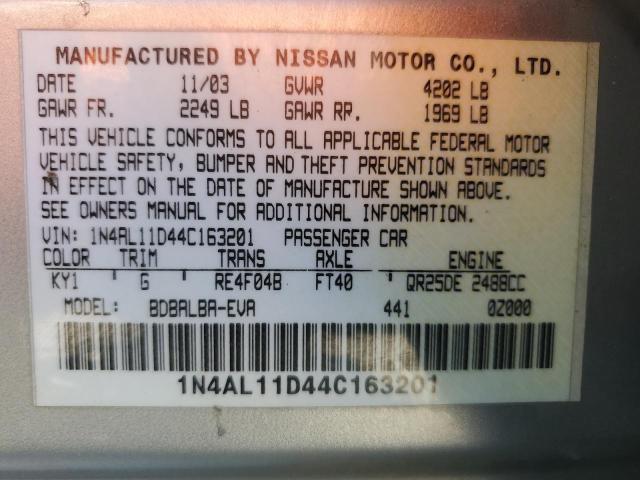 MANUFACTURED BY NISSAN MOTOR CO., LTD.
DATE 11/03 GVWR 4202 LB
GAWR FR. 2249 LB GAWR RR. 1969 LB
THIS VEHICLE CONFORMS TO ALL APPLICABLE FEDERAL MOTOR
VEHICLE SAFETY, BUMPER AND THEFT PREVENTION STANDARDS
IN EFFECT ON THE DATE OF MANUFACTURE SHOWN ABOVE.
SEE OWNERS MANUAL FOR ADDITIONAL INFORMATION.
VIN: 1N4AL11D44C163201 PASSENGER CAR
COLOR TRIM TRANS AXLE ENGINE
KY1 G RE4F04B FT40 QR25DE 2488CC
MODEL: BDBALBA-EVA 441 0Z000
1N4AL11D44C163201